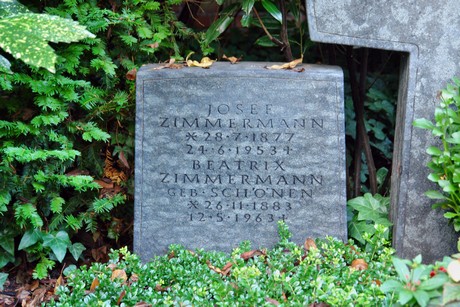 JOSEF
ZIMMERMANN
*28·7·1877
24·6·1953+
BEATRIX
ZIMMERMANN
GEB·SCHÖNEN
*26·11·1883
12·5·1963+